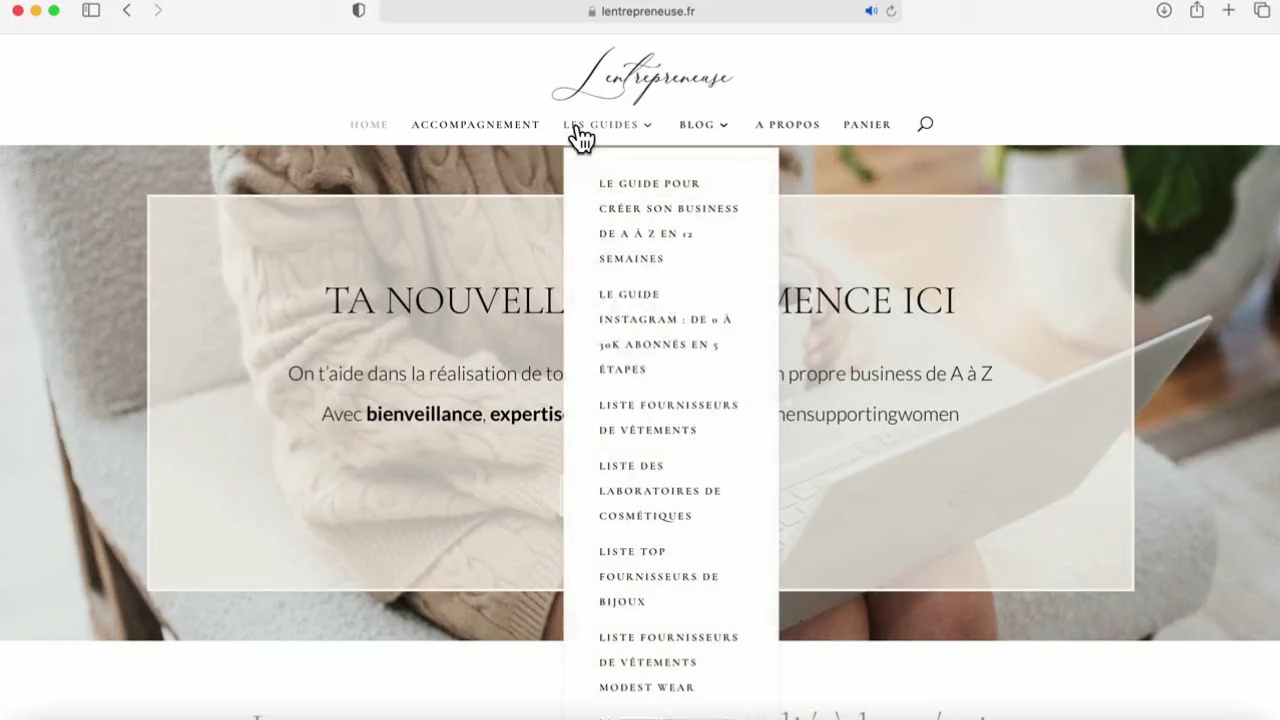 lentrepreneuse.fr
Lentrepreneuse
HOME ACCOMPAGNEMENT LES GUIDES BLOG A PROPOS PANIER
LE GUIDE POUR
CRÉER SON BUSINESS
DE A À Z EN 12
SEMAINES
LE GUIDE
INSTAGRAM : DE 0 À
30K ABONNÉS EN 5
ÉTAPES
LISTE FOURNISSEURS
DE VÊTEMENTS
LISTE DES
LABORATOIRES DE
COSMÉTIQUES
LISTE TOP
FOURNISSEURS DE
BIJOUX
LISTE FOURNISSEURS
DE VÊTEMENTS
MODEST WEAR
TA NOUVELL MENCE ICI
On t'aide dans la réalisation de to propre business de A à Z
Avec bienveillance, expertis mensupportingwomen